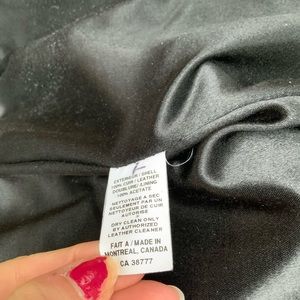 EXTERIEUR / SHELL
100% CUIR / LEATHER
DOUBLURE / LINING
100% ACETATE
NETTOYAGE A SEC
SEULEMENT PAR UN
NETTOYEUR DE CUIR
AUTORISE
DRY CLEAN ONLY
BY AUTHORIZED
LEATHER CLEANER
FAIT A / MADE IN
MONTREAL, CANADA
CA 38777